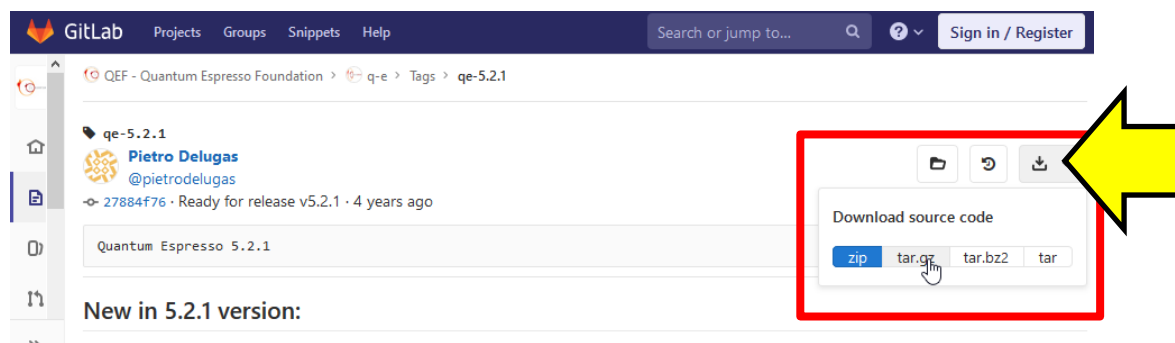 GitLab Projects Groups Snippets Help Search or jump to... Sign in / Register
QEF - Quantum Espresso Foundation > q-e > Tags > qe-5.2.1
qe-5.2.1
Pietro Delugas
@pietrodelugas
27884f76 · Ready for release v5.2.1 · 4 years ago
Download source code
Quantum Espresso 5.2.1
zip tar.gz tar.bz2 tar
New in 5.2.1 version: